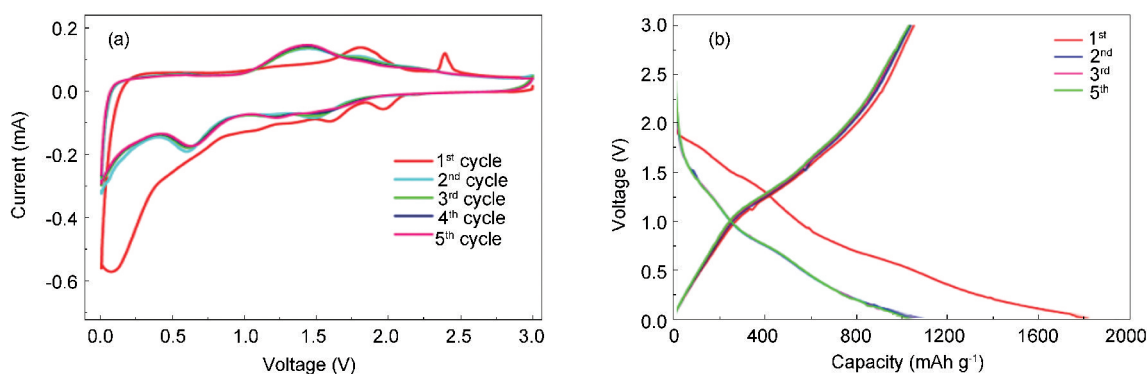 (a)
0.2
0.0
-0.2
-0.4
-0.6
Current (mA)
1st cycle
2nd cycle
3rd cycle
4th cycle
5th cycle
0.0 0.5 1.0 1.5 2.0 2.5 3.0
Voltage (V)
(b)
3.0
2.5
2.0
1.5
1.0
0.5
0.0
Voltage (V)
1st
2nd
3rd
5th
0 400 800 1200 1600 2000
Capacity (mAh g-1)